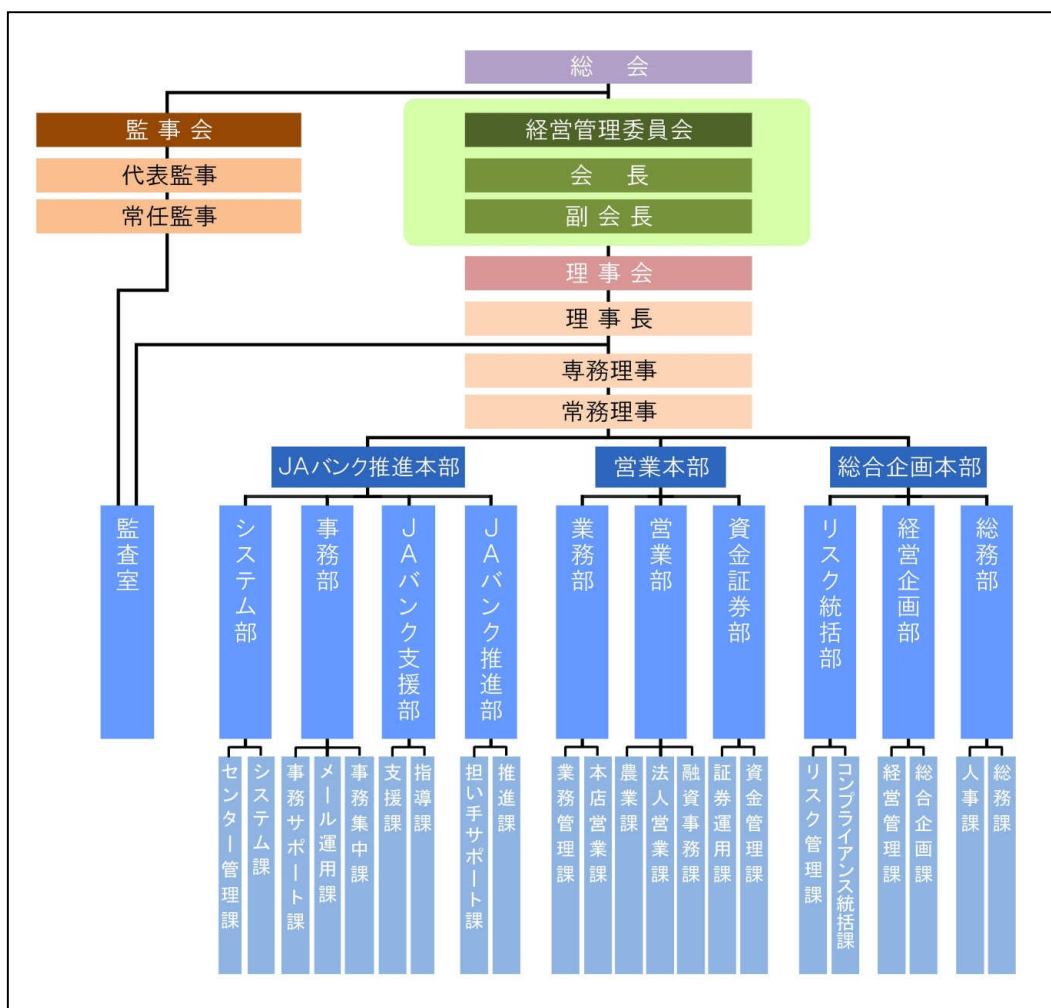 総会
監事会
経営管理委員会
代表監事
会長
常任監事
副会長
理事会
理事長
専務理事
常務理事
JAバンク推進本部
営業本部
総合企画本部
監査室
システム部
事務部
JAバンク支援部
JAバンク推進部
業務部
営業部
資金証券部
リスク統括部
経営企画部
総務部
センター管理課
システム課
事務サポート課
メール運用課
事務集中課
支援課
指導課
担い手サポート課
推進課
業務管理課
本店営業課
農業課
法人営業課
融資事務課
証券運用課
資金管理課
リスク管理課
コンプライアンス統括課
経営管理課
総合企画課
人事課
総務課